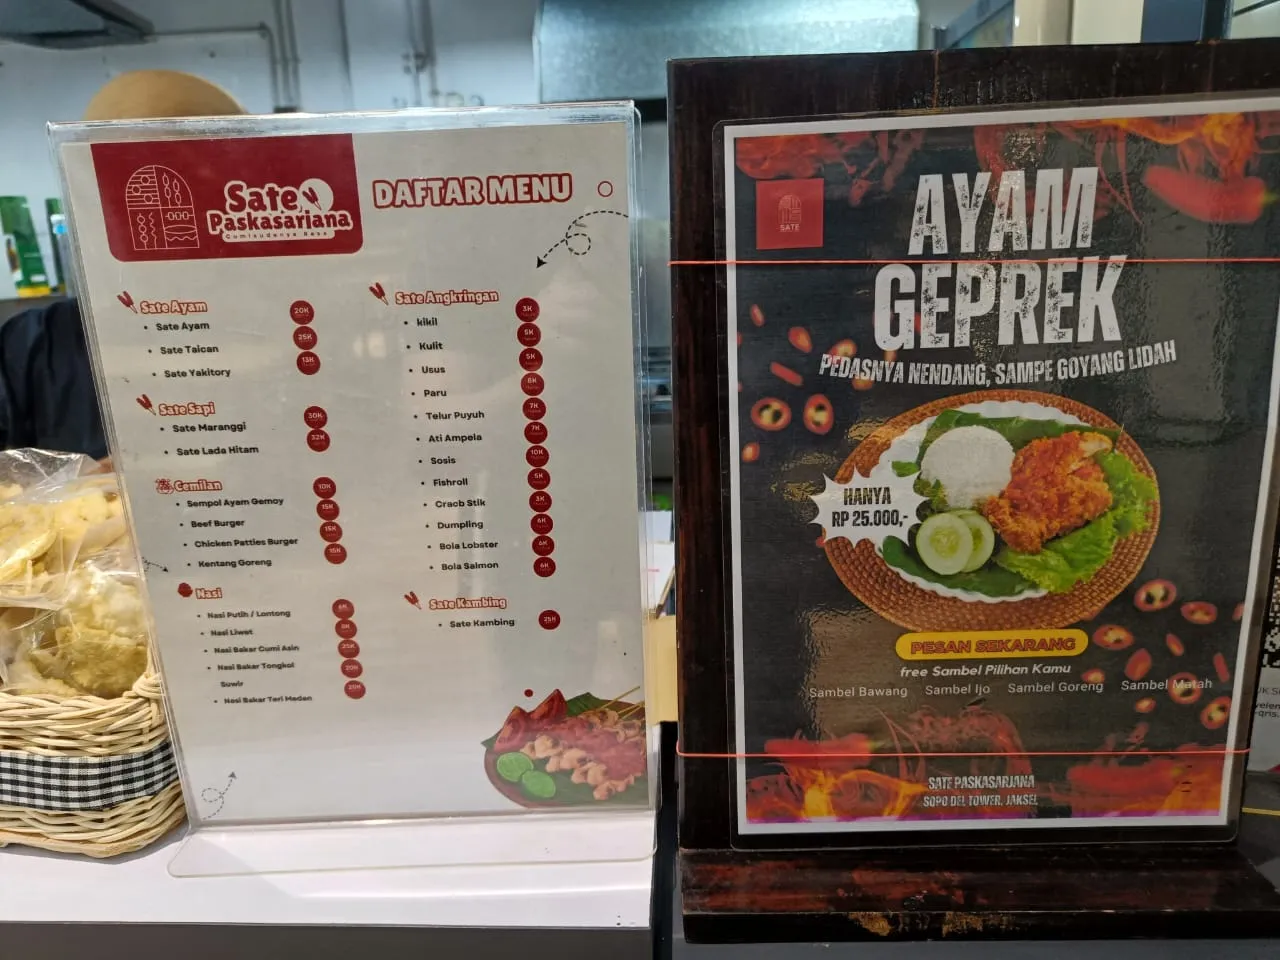 Sate
Paskasarjana
Cumlaudenya Rasa
DAFTAR MENU
Sate Ayam
Sate Ayam 20K
Sate Taican 25K
Sate Yakitory 13K
Sate Sapi
Sate Maranggi 30K
Sate Lada Hitam 32K
Cemilan
Sempol Ayam Gemoy 10K
Beef Burger 15K
Chicken Patties Burger 15K
Kentang Goreng 15K
Nasi
Nasi Putih / Lontong
Nasi Liwet
Nasi Bakar Cumi Asin 25K
Nasi Bakar Tongkol 20K
Suwir
Nasi Bakar Teri Medan 20K
Sate Angkringan
kikil 3K
Kulit 5K
Usus 5K
Paru
Telur Puyuh 7K
Ati Ampela 7K
Sosis 10K
Fishroll 5K
Cracb Stik 3K
Dumpling 6K
Bola Lobster 6K
Bola Salmon 6K
Sate Kambing
Sate Kambing 25K
SATE
AYAM
GEPREK
PEDASNYA NENDANG, SAMPE GOYANG LIDAH
HANYA
RP 25.000,-
PESAN SEKARANG
free Sambel Pilihan Kamu
Sambel Bawang Sambel Ijo Sambel Goreng Sambel Matah
SATE PASKASARJANA
SOPO DEL TOWER, JAKSEL